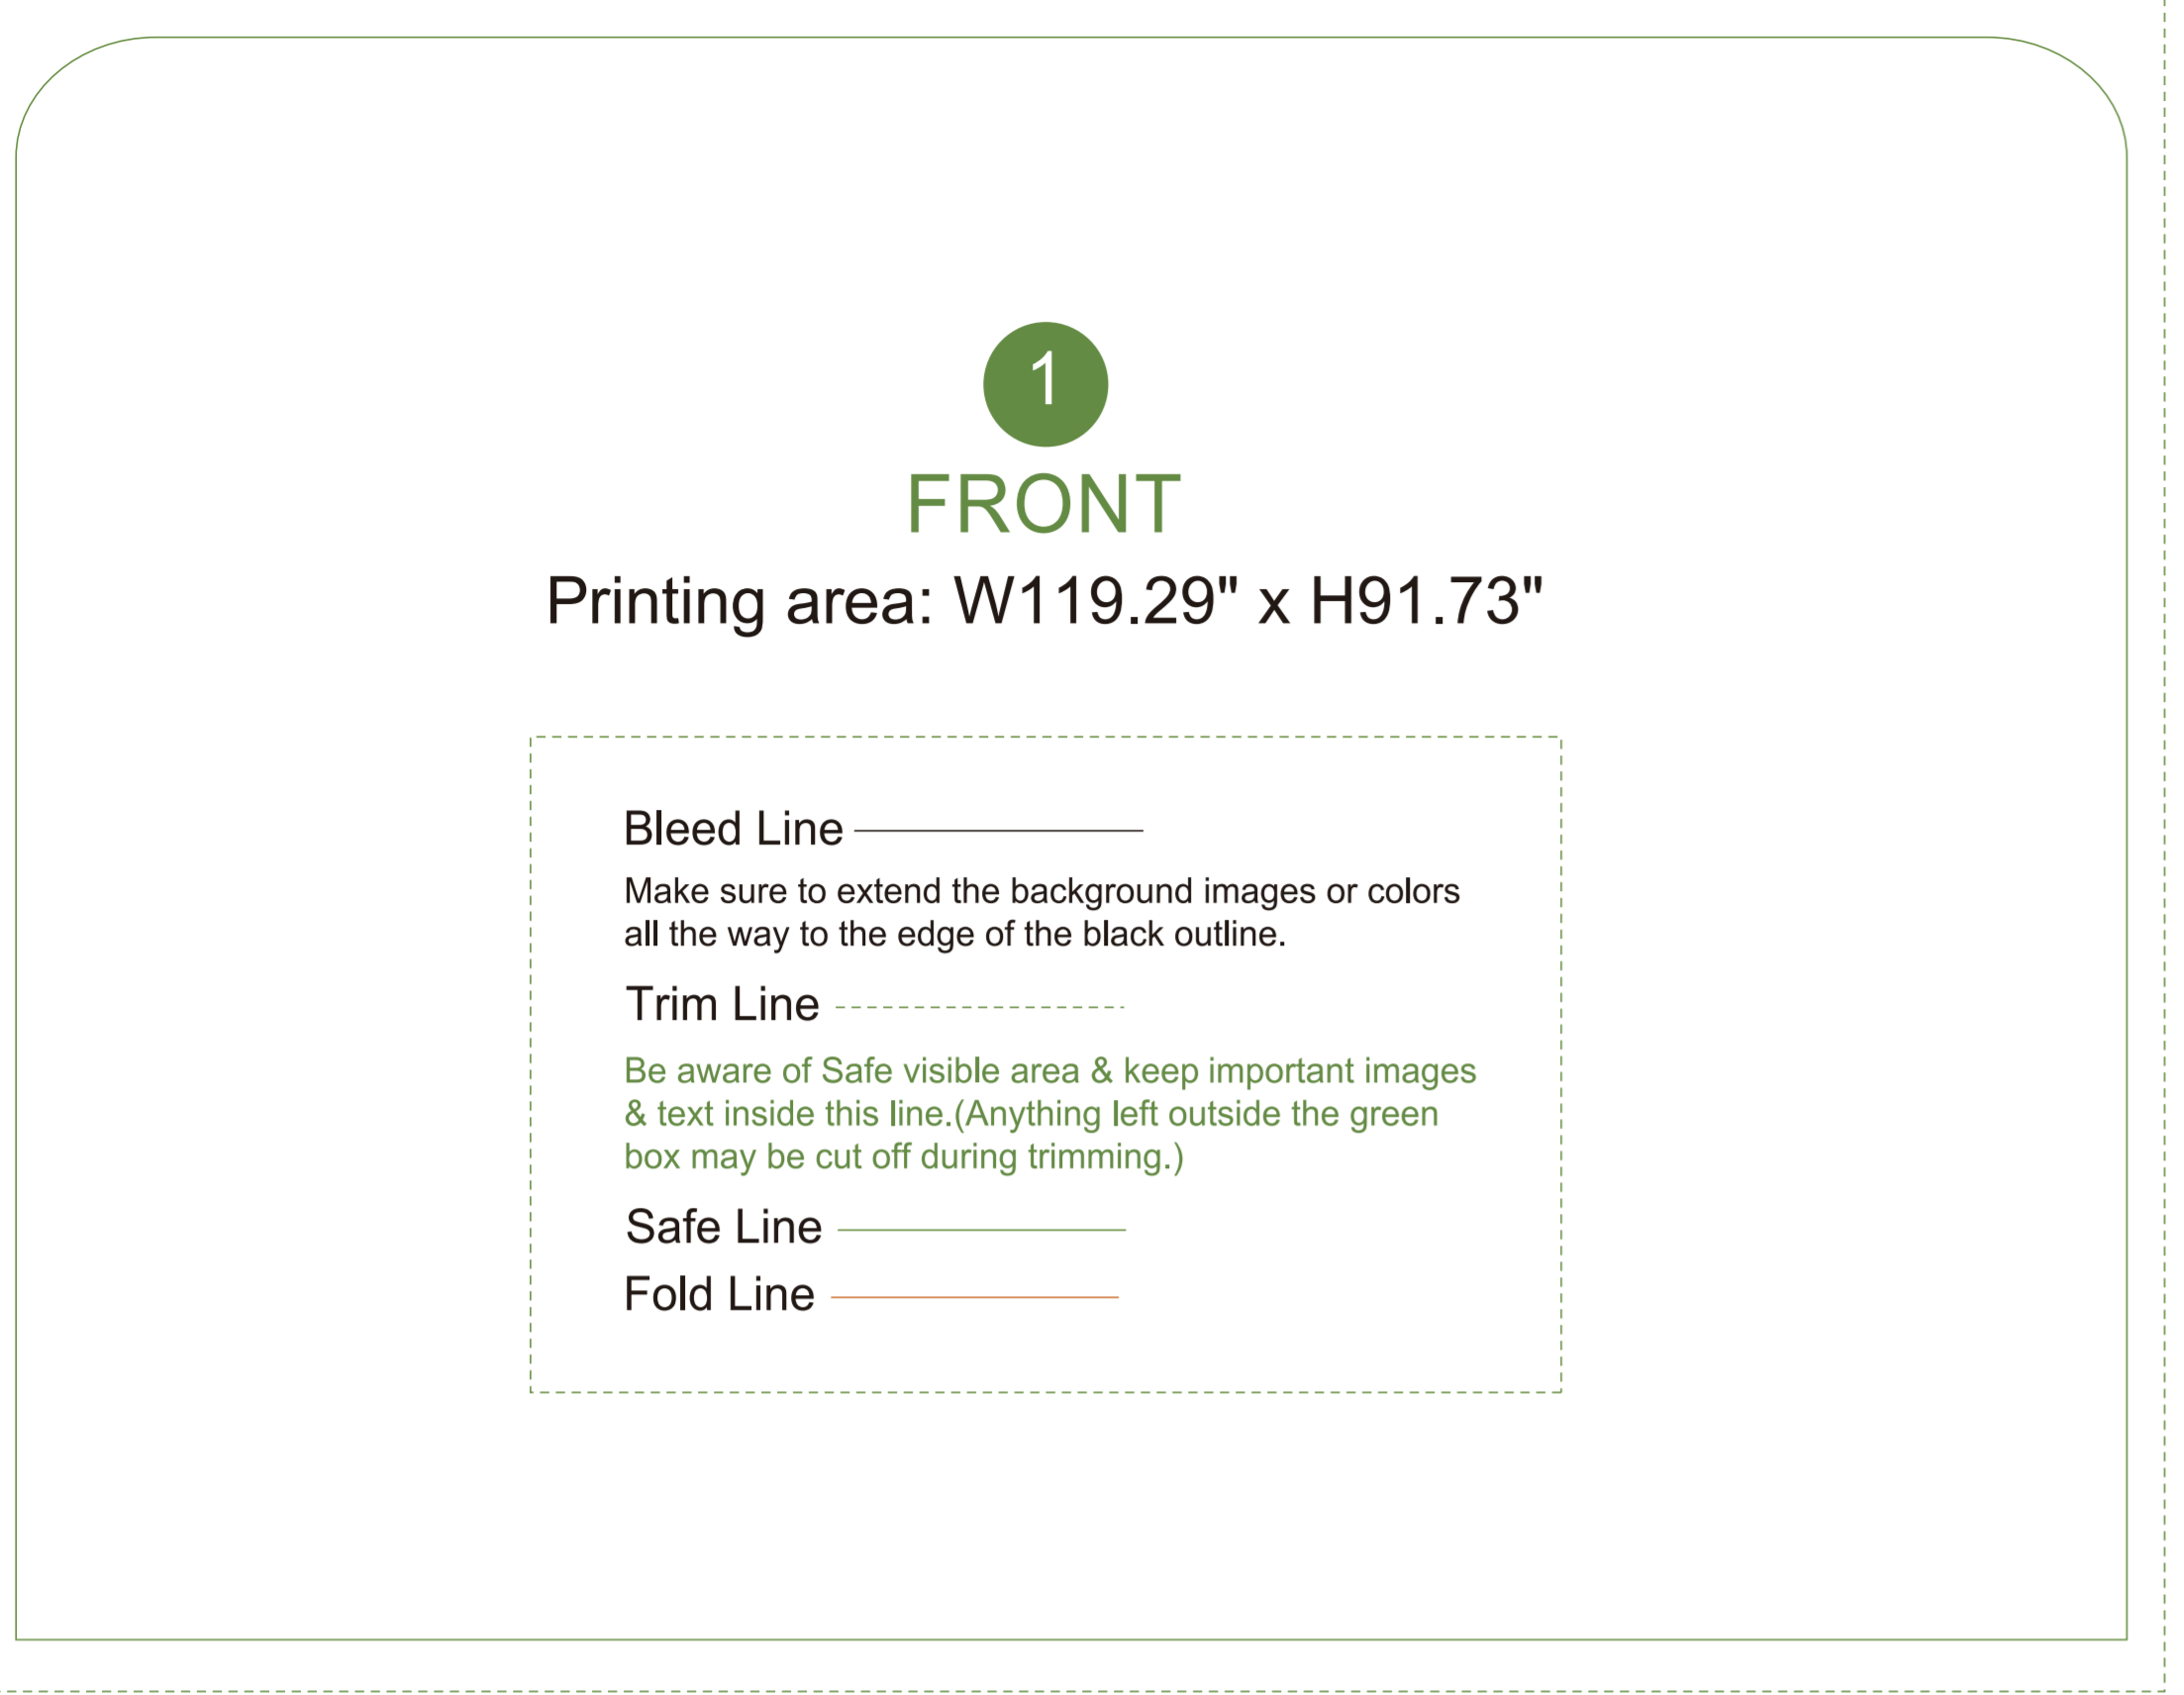 1
FRONT
Printing area: W119.29" x H91.73"
Bleed Line
Make sure to extend the background images or colors
all the way to the edge of the black outline.
Trim Line
Be aware of Safe visible area & keep important images
& text inside this line.(Anything left outside the green
box may be cut off during trimming.)
Safe Line
Fold Line